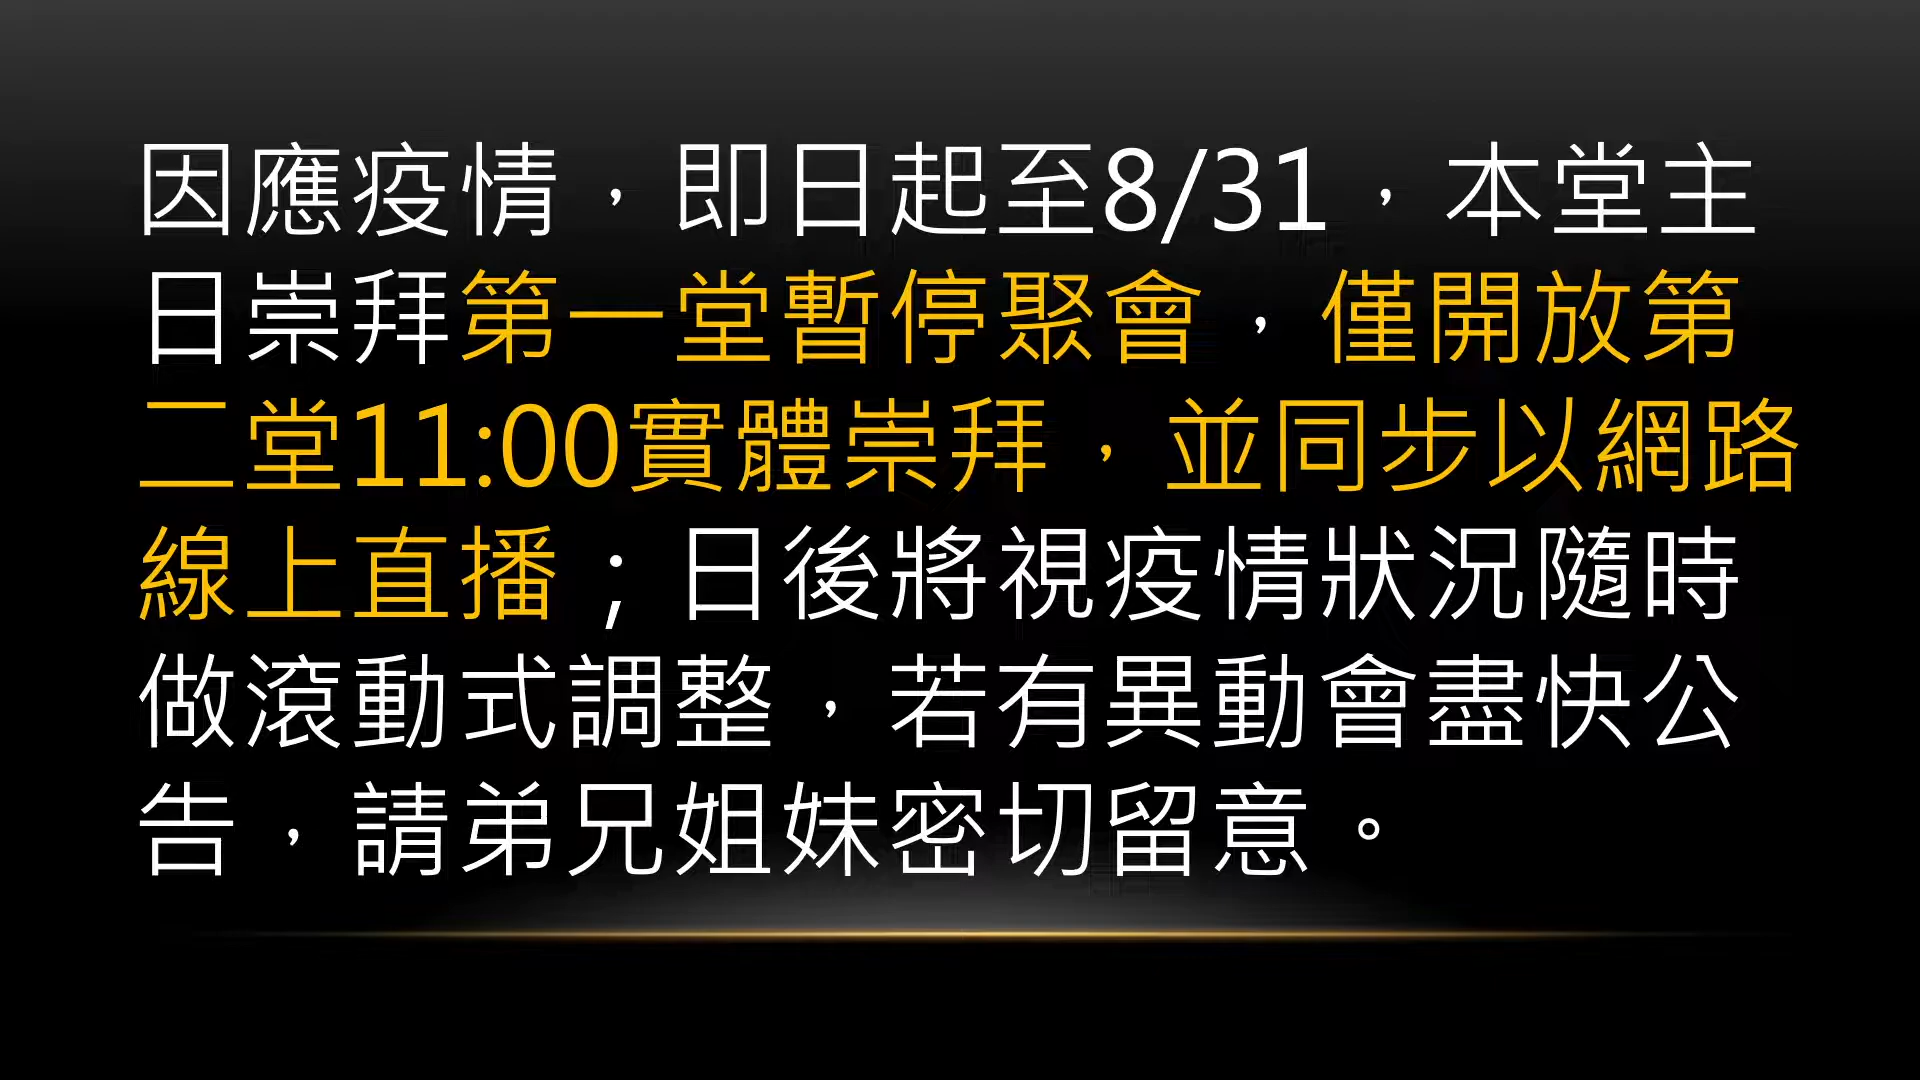 因應疫情，即日起至8/31，本堂主
日崇拜第一堂暫停聚會，僅開放第
二堂11:00實體崇拜，並同步以網路
線上直播；日後將視疫情狀況隨時
做滾動式調整，若有異動會盡快公
告，請弟兄姐妹密切留意。